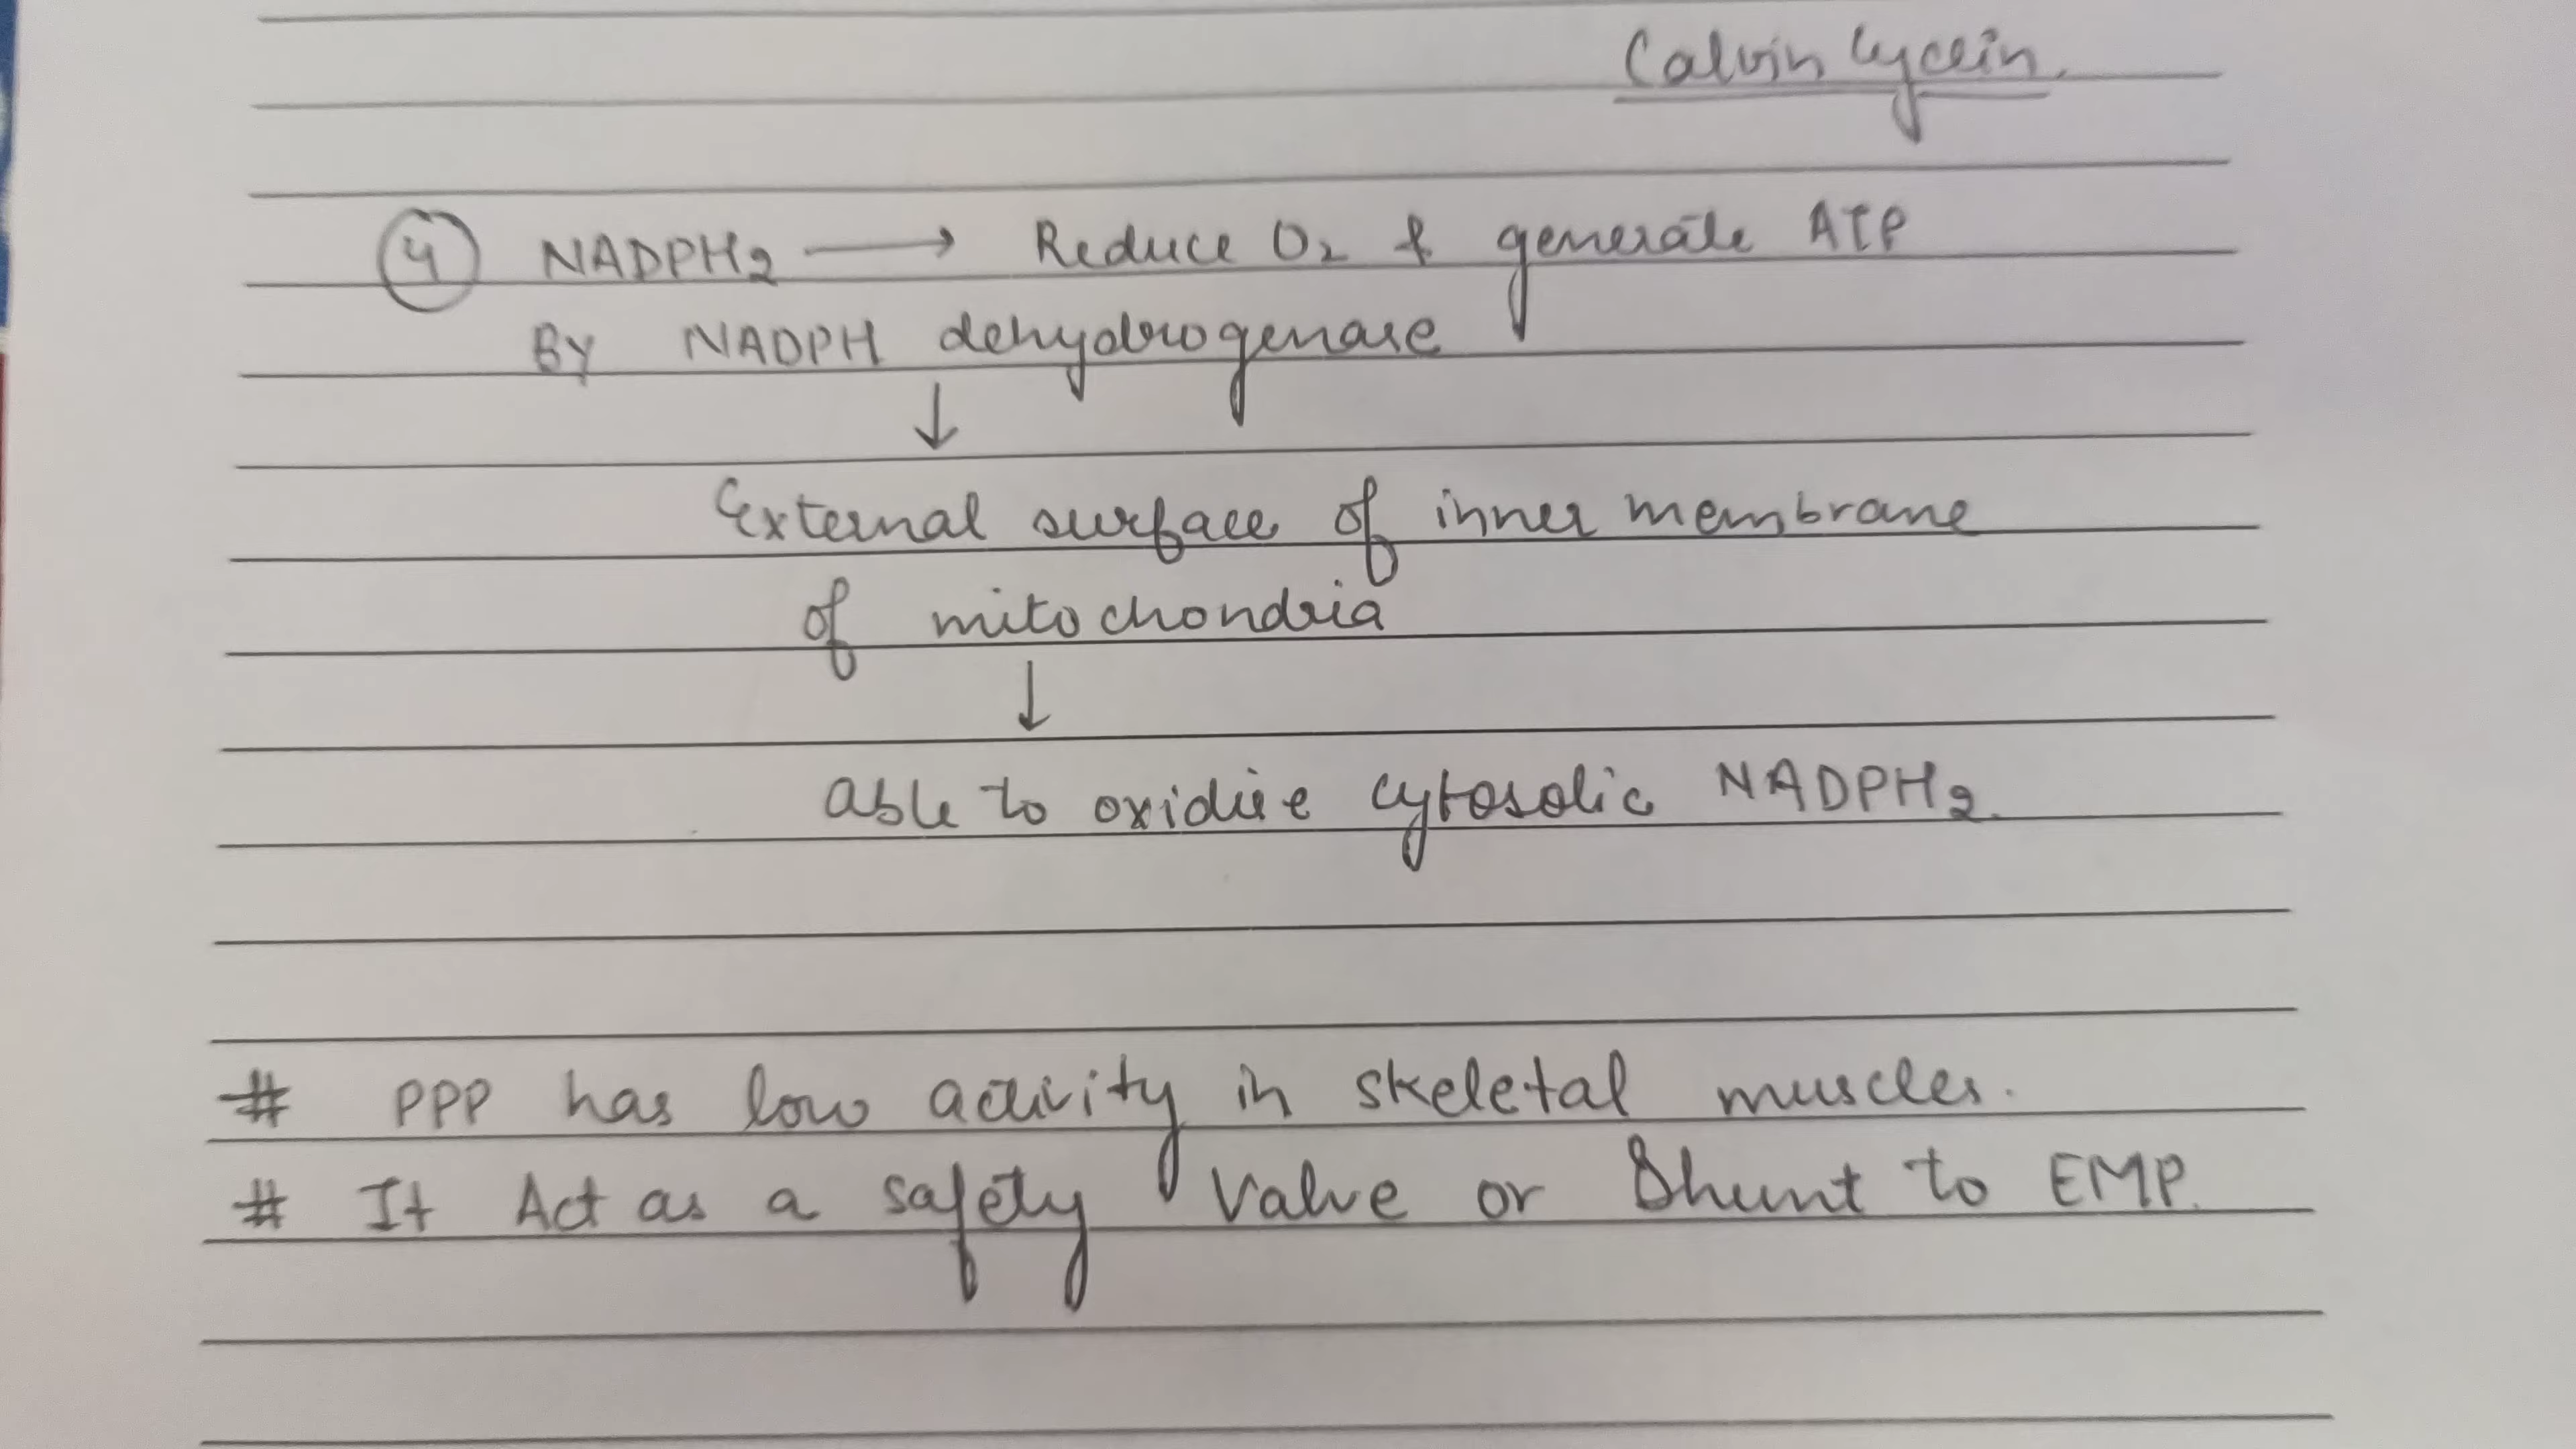 Calvin Cycein.
4 NADPH2 → Reduce O2 & generate ATP
By NADPH dehydrogenase
↓
External surface of inner membrane
of mitochondria
↓
able to oxidise cytosolic NADPH2.
# PPP has low activity in skeletal muscles.
# It Act as a safety valve or Shunt to EMP.